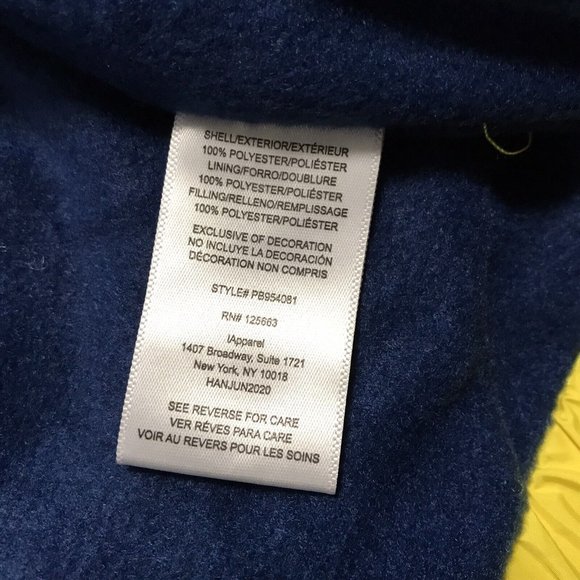 SHELL/EXTERIOR/EXTÉRIEUR
100% POLYESTER/POLIÉSTER
LINING/FORRO/DOUBLURE
100% POLYESTER/POLIÉSTER
FILLING/RELLENO/REMPLISSAGE
100% POLYESTER/POLIÉSTER
EXCLUSIVE OF DECORATION
NO INCLUYE LA DECORACIÓN
DÉCORATION NON COMPRIS
STYLE# PB954081
RN# 125663
IApparel
1407 Broadway, Suite 1721
New York, NY 10018
HANJUN2020
SEE REVERSE FOR CARE
VER RÉVES PARA CARE
VOIR AU REVERS POUR LES SOINS